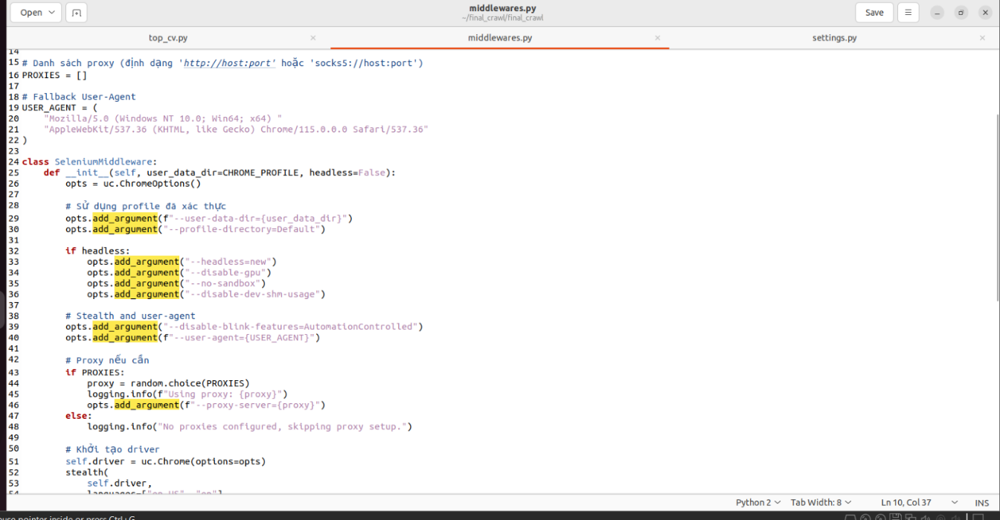 Open
middlewares.py
~/final_crawl/final_crawl
Save
top_cv.py
middlewares.py
settings.py
14
15 # Danh sách proxy (định dạng 'http://host:port' hoặc 'socks5://host:port')
16 PROXIES = []
17
18 # Fallback User-Agent
19 USER_AGENT = (
20     "Mozilla/5.0 (Windows NT 10.0; Win64; x64) "
21     "AppleWebKit/537.36 (KHTML, like Gecko) Chrome/115.0.0.0 Safari/537.36"
22 )
23
24 class SeleniumMiddleware:
25     def __init__(self, user_data_dir=CHROME_PROFILE, headless=False):
26         opts = uc.ChromeOptions()
27
28         # Sử dụng profile đã xác thực
29         opts.add_argument(f"--user-data-dir={user_data_dir}")
30         opts.add_argument("--profile-directory=Default")
31
32         if headless:
33             opts.add_argument("--headless=new")
34             opts.add_argument("--disable-gpu")
35             opts.add_argument("--no-sandbox")
36             opts.add_argument("--disable-dev-shm-usage")
37
38         # Stealth and user-agent
39         opts.add_argument("--disable-blink-features=AutomationControlled")
40         opts.add_argument(f"--user-agent={USER_AGENT}")
41
42         # Proxy nếu cần
43         if PROXIES:
44             proxy = random.choice(PROXIES)
45             logging.info(f"Using proxy: {proxy}")
46             opts.add_argument(f"--proxy-server={proxy}")
47         else:
48             logging.info("No proxies configured, skipping proxy setup.")
49
50         # Khởi tạo driver
51         self.driver = uc.Chrome(options=opts)
52         stealth(
53             self.driver,
54             languages=["en-US", "en"]
Python 2
Tab Width: 8
Ln 10, Col 37
INS
pointer inside or press Ctrl+G